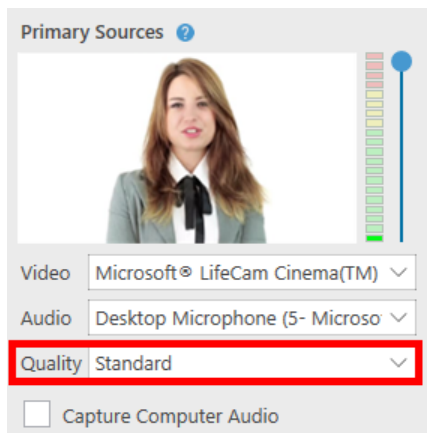 Primary Sources ?
Video Microsoft® LifeCam Cinema(TM)
Audio Desktop Microphone (5- Microso
Quality Standard
Capture Computer Audio